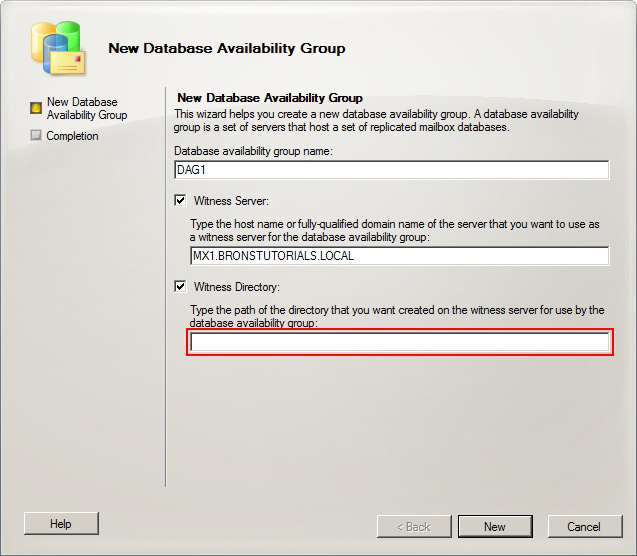 New Database Availability Group
New Database
Availability Group
Completion
New Database Availability Group
This wizard helps you create a new database availability group. A database availability
group is a set of servers that host a set of replicated mailbox databases.
Database availability group name:
DAG1
Witness Server:
Type the host name or fully-qualified domain name of the server that you want to use as
a witness server for the database availability group:
MX1.BRONSTUTORIALS.LOCAL
Witness Directory:
Type the path of the directory that you want created on the witness server for use by the
database availability group:
Help
< Back
New
Cancel